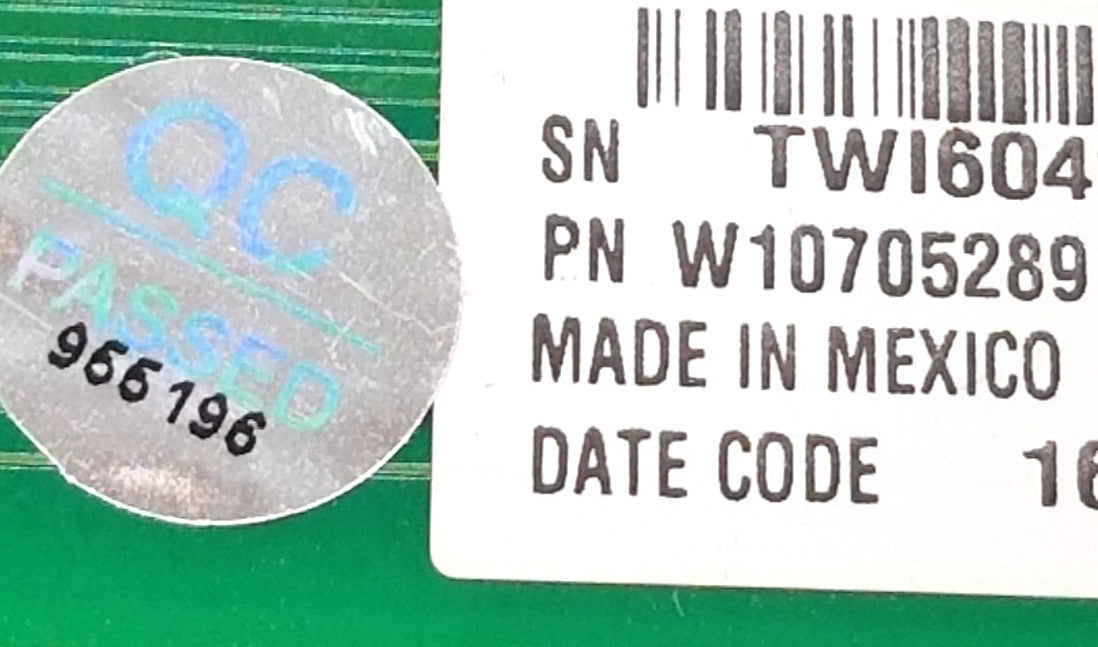 QC
PASSED
966196
SN TWI604
PN W10705289
MADE IN MEXICO
DATE CODE 16